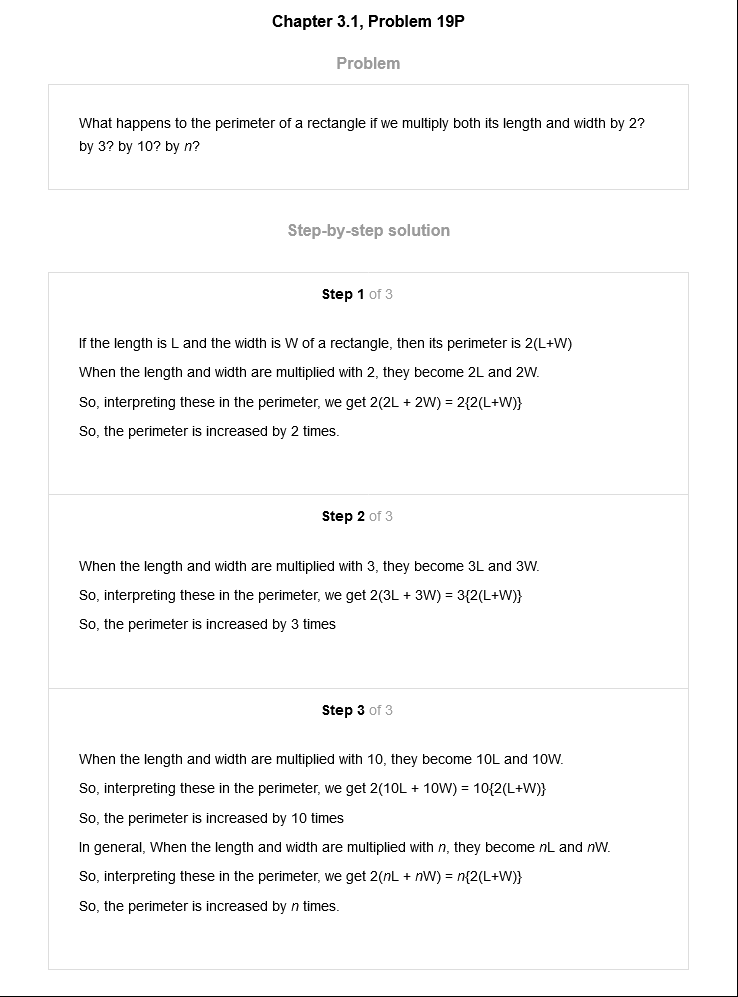 Chapter 3.1, Problem 19P
Problem
What happens to the perimeter of a rectangle if we multiply both its length and width by 2?
by 3? by 10? by n?
Step-by-step solution
Step 1 of 3
If the length is L and the width is W of a rectangle, then its perimeter is 2(L+W)
When the length and width are multiplied with 2, they become 2L and 2W.
So, interpreting these in the perimeter, we get 2(2L + 2W) = 2{2(L+W)}
So, the perimeter is increased by 2 times.
Step 2 of 3
When the length and width are multiplied with 3, they become 3L and 3W.
So, interpreting these in the perimeter, we get 2(3L + 3W) = 3{2(L+W)}
So, the perimeter is increased by 3 times
Step 3 of 3
When the length and width are multiplied with 10, they become 10L and 10W.
So, interpreting these in the perimeter, we get 2(10L + 10W) = 10{2(L+W)}
So, the perimeter is increased by 10 times
In general, When the length and width are multiplied with n, they become nL and nW.
So, interpreting these in the perimeter, we get 2(nL + nW) = n{2(L+W)}
So, the perimeter is increased by n times.